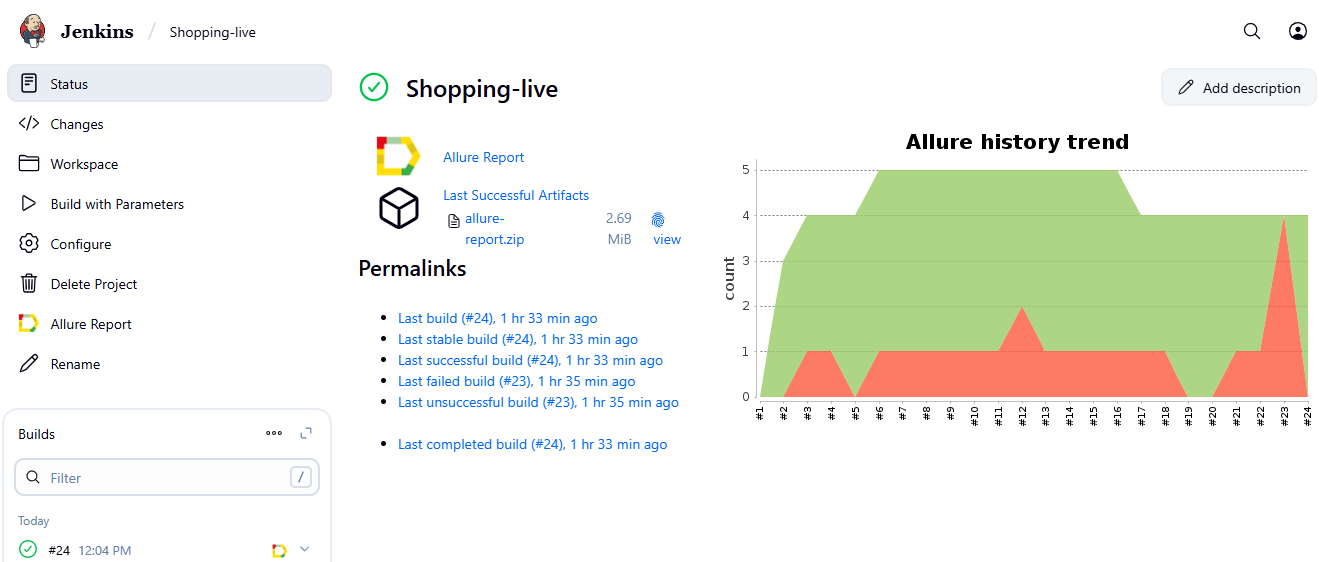 Jenkins / Shopping-live
Status
Changes
Workspace
Build with Parameters
Configure
Delete Project
Allure Report
Rename
Builds
Filter /
Today
#24 12:04 PM
Shopping-live
Add description
Allure Report
Last Successful Artifacts
allure- 2.69
report.zip MiB view
Permalinks
Last build (#24), 1 hr 33 min ago
Last stable build (#24), 1 hr 33 min ago
Last successful build (#24), 1 hr 33 min ago
Last failed build (#23), 1 hr 35 min ago
Last unsuccessful build (#23), 1 hr 35 min ago
Last completed build (#24), 1 hr 33 min ago
Allure history trend
count
5
4
3
2
1
0
#1 #2 #3 #4 #5 #6 #7 #8 #9 #10 #11 #12 #13 #14 #15 #16 #17 #18 #19 #20 #21 #22 #23 #24